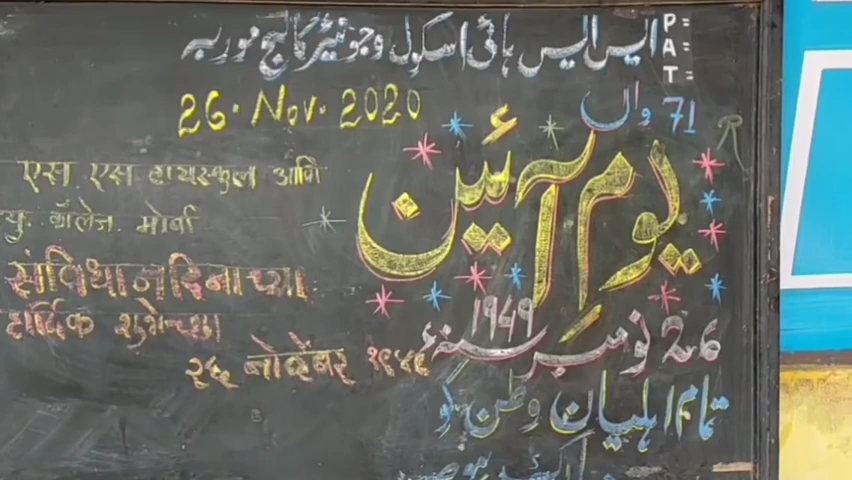 ایس ایس ہائی اسکول وجونیئر کالج موربہ
P=
A=
T=
26. Nov. 2020
71 واں
یوم آئین
एस. एस हायस्कुल आणि
ज्यु. कॉलेज. मोर्बा
संविधान दिनाच्या
हार्दिक शुभेच्छा
२६ नोव्हेंबर १९४९
26 نومبر سنہ 1949ء
تمام اہلیان وطن کو